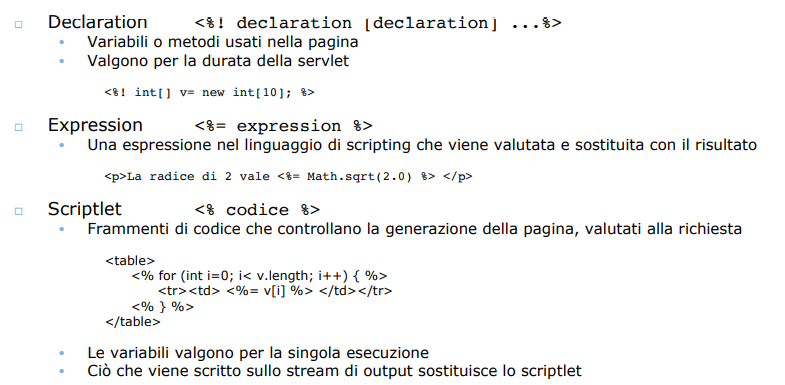 Declaration <%! declaration [declaration] ...%>
Variabili o metodi usati nella pagina
Valgono per la durata della servlet
<%! int[] v= new int[10]; %>
Expression <%= expression %>
Una espressione nel linguaggio di scripting che viene valutata e sostituita con il risultato
<p>La radice di 2 vale <%= Math.sqrt(2.0) %> </p>
Scriptlet <% codice %>
Frammenti di codice che controllano la generazione della pagina, valutati alla richiesta
<table>
<% for (int i=0; i< v.length; i++) { %>
<tr><td> <%= v[i] %> </td></tr>
<% } %>
</table>
Le variabili valgono per la singola esecuzione
Ciò che viene scritto sullo stream di output sostituisce lo scriptlet